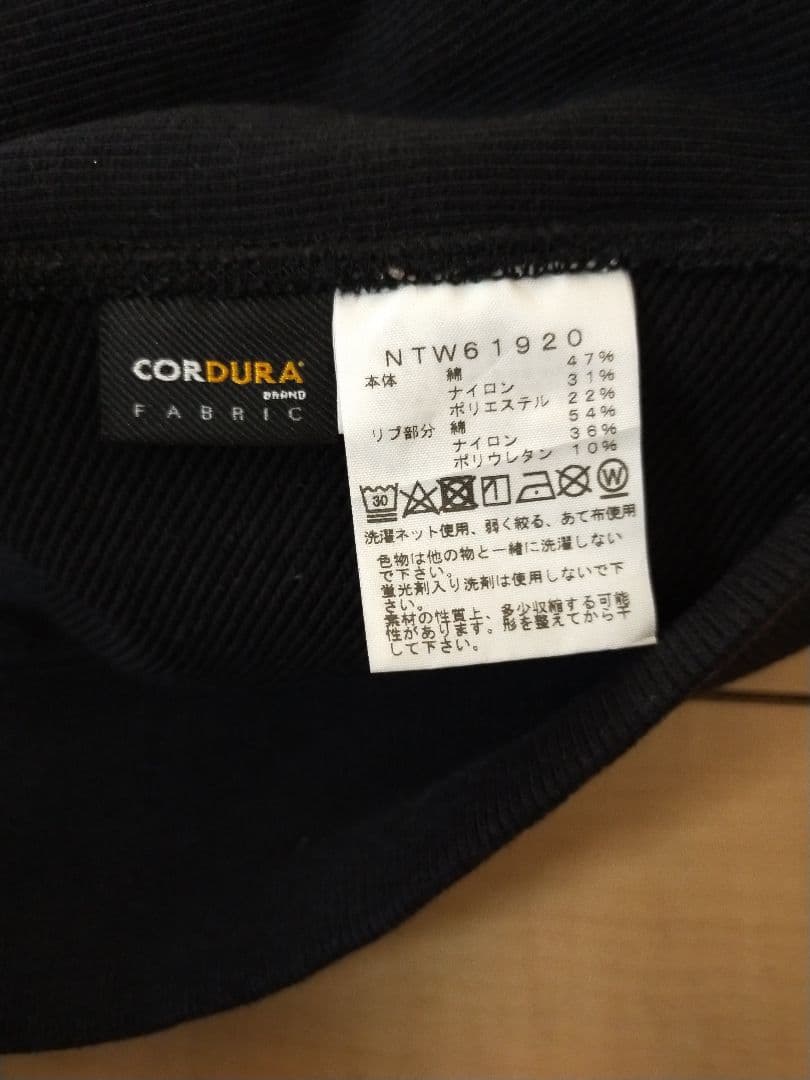 CORDURA
BRAND
FABRIC
NTW61920
本体 綿 47%
ナイロン 31%
ポリエステル 22%
リブ部分 綿 54%
ナイロン 36%
ポリウレタン 10%
30
W
洗濯ネット使用、弱く絞る、あて布使用
色物は他の物と一緒に洗濯しない
で下さい。
蛍光剤入り洗剤は使用しないで下
さい。
素材の性質上、多少収縮する可能
性があります。形を整えてから干
して下さい。